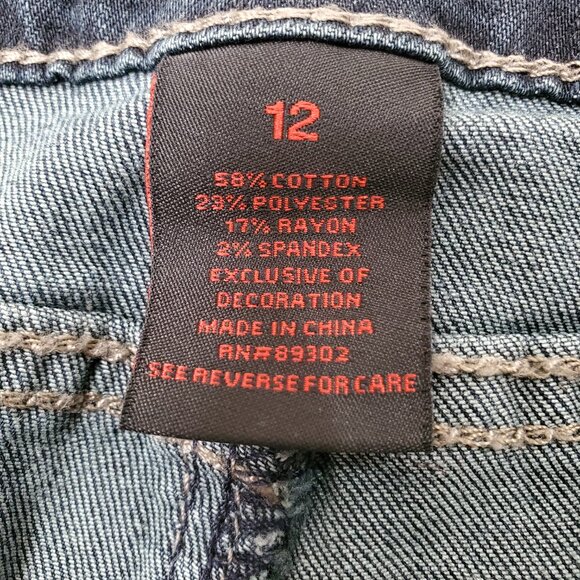 12
58% COTTON
23% POLYESTER
17% RAYON
2% SPANDEX
EXCLUSIVE OF
DECORATION
MADE IN CHINA
RN# 89302
SEE REVERSE FOR CARE